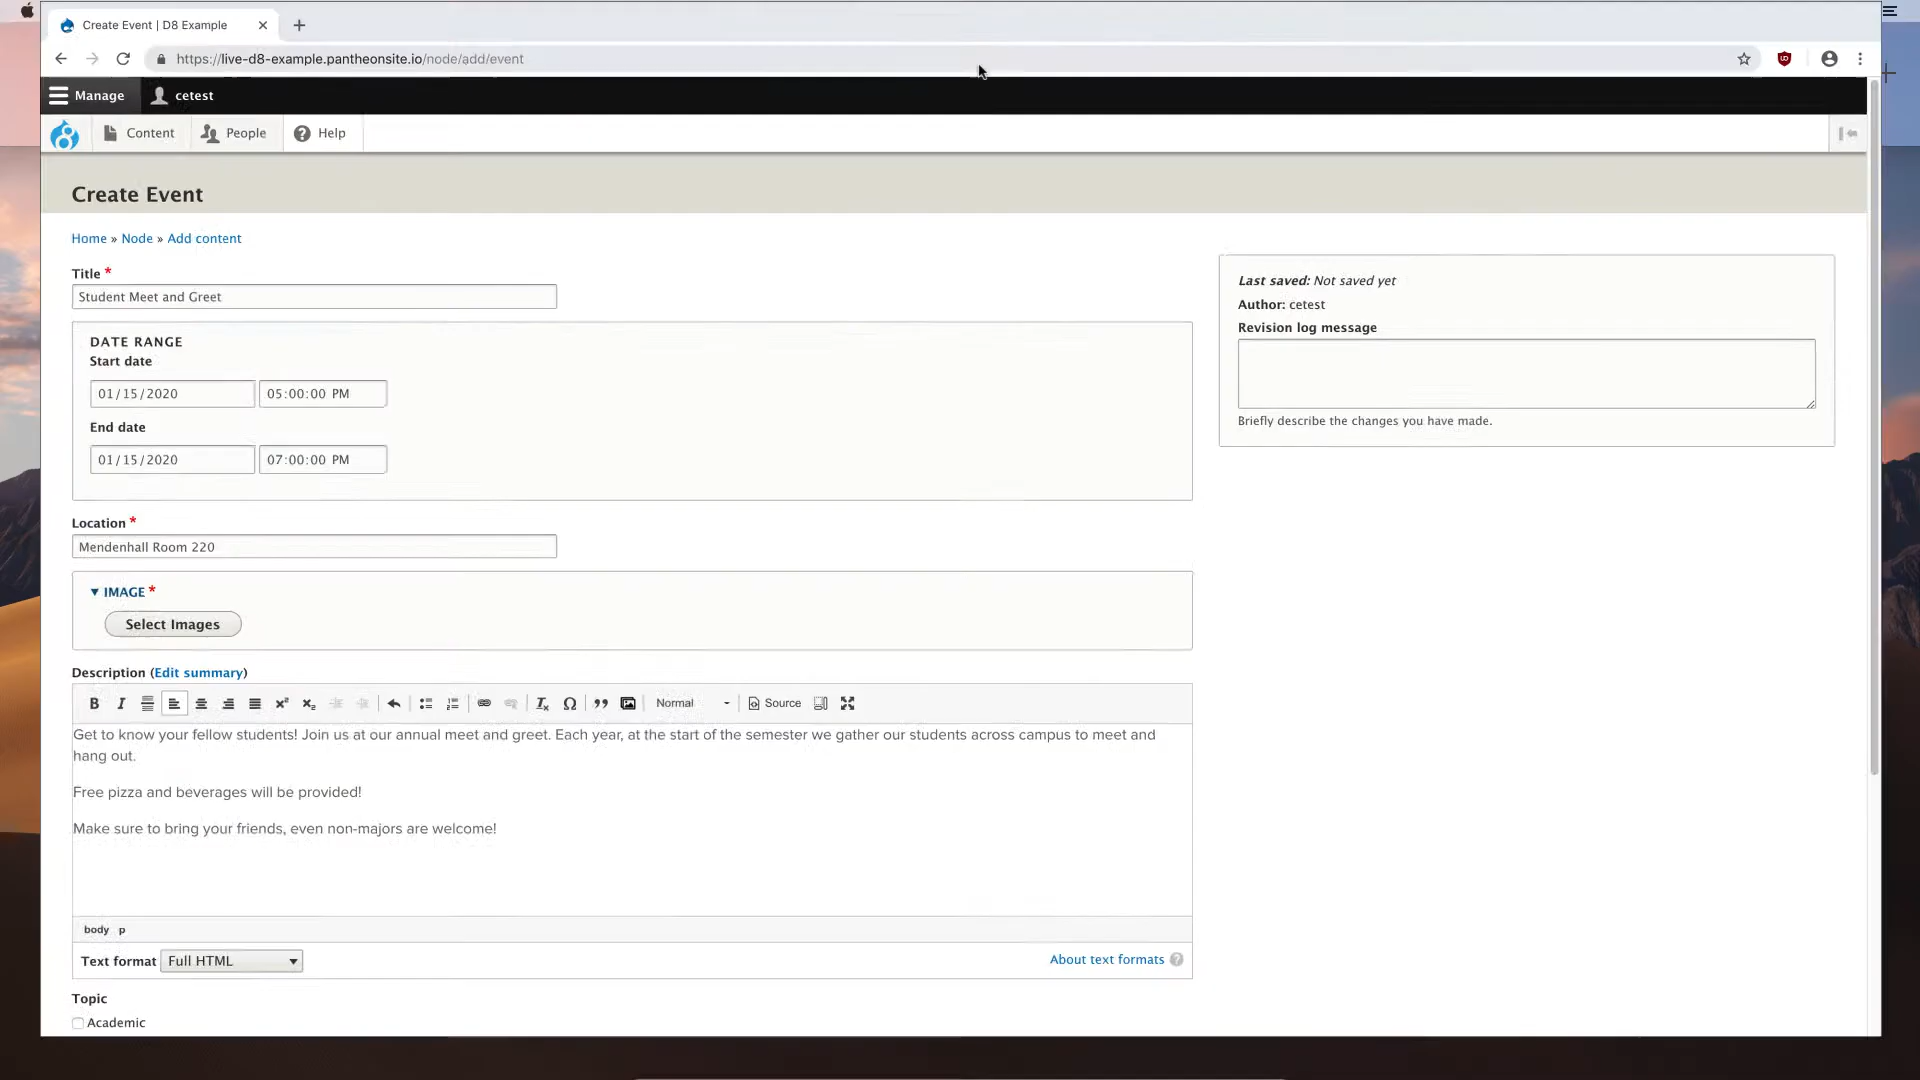 Create Event | D8 Example
https://live-d8-example.pantheonsite.io/node/add/event
Manage
cetest
Content
People
Help
Create Event
Home » Node » Add content
Title *
Student Meet and Greet
DATE RANGE
Start date
01/15/2020
05:00:00 PM
End date
01/15/2020
07:00:00 PM
Location *
Mendenhall Room 220
IMAGE *
Select Images
Description (Edit summary)
Normal
Source
Get to know your fellow students! Join us at our annual meet and greet. Each year, at the start of the semester we gather our students across campus to meet and
hang out.
Free pizza and beverages will be provided!
Make sure to bring your friends, even non-majors are welcome!
body p
Text format
Full HTML
About text formats
Topic
Academic
Last saved: Not saved yet
Author: cetest
Revision log message
Briefly describe the changes you have made.